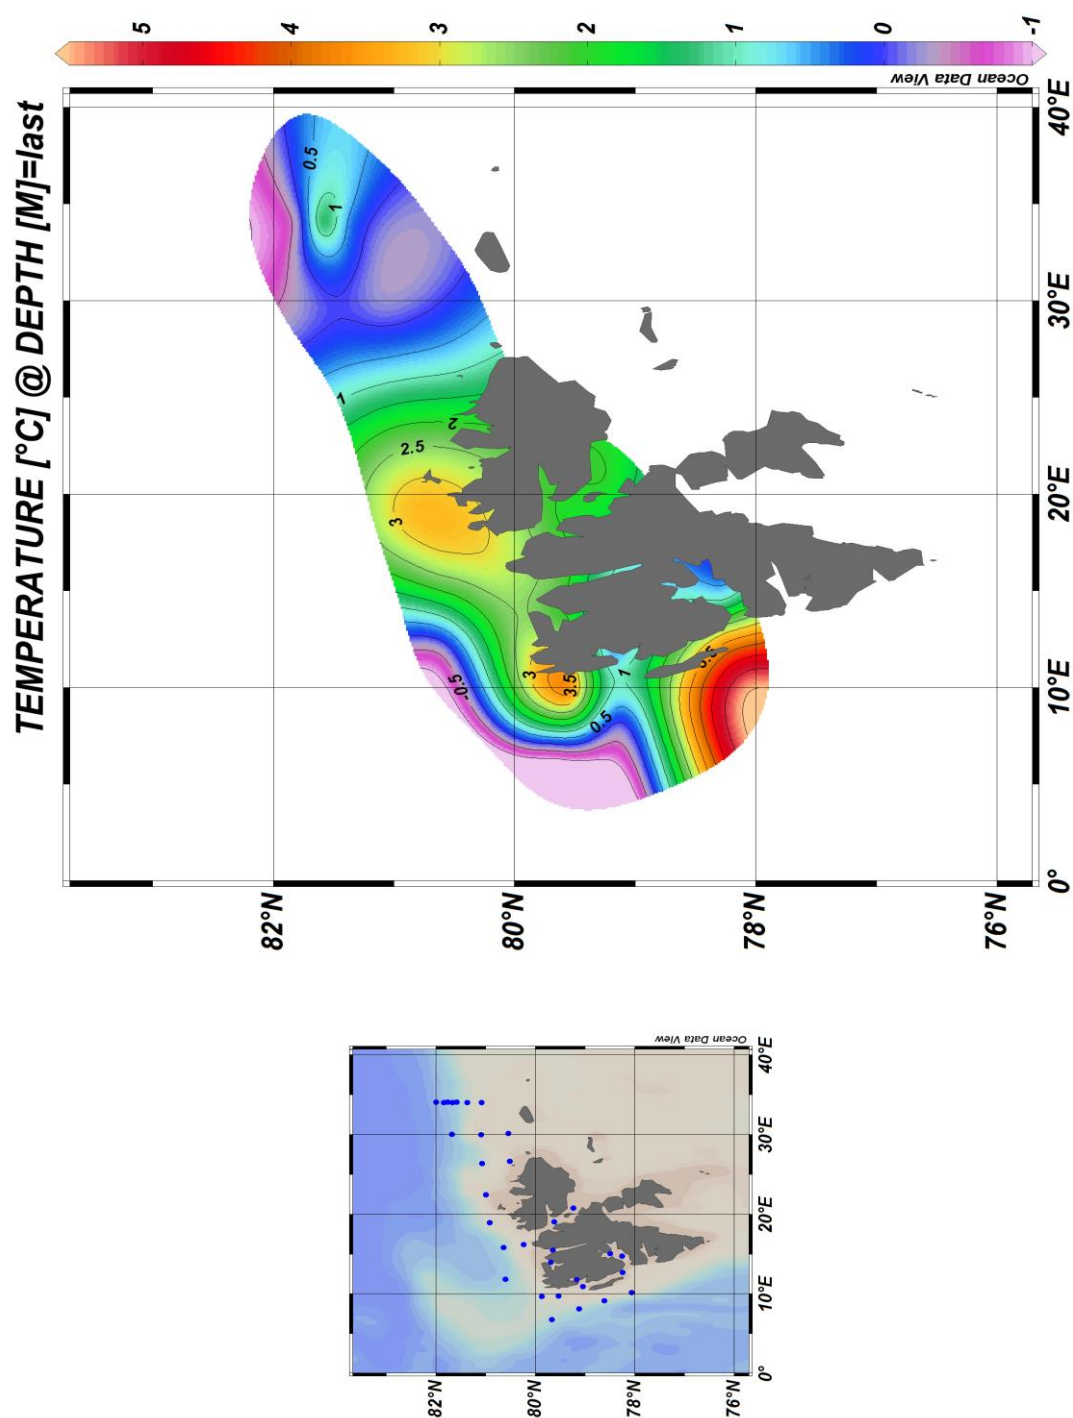 TEMPERATURE [°C] @ DEPTH [M]=last
5
4
3
2
1
0
-1
Ocean Data View
40°E
30°E
20°E
10°E
0°
82°N
80°N
78°N
76°N
0.5
1
1
2
2.5
3
3
3.5
-0.5
0.5
1
Ocean Data View
40°E
30°E
20°E
10°E
0°
82°N
80°N
78°N
76°N